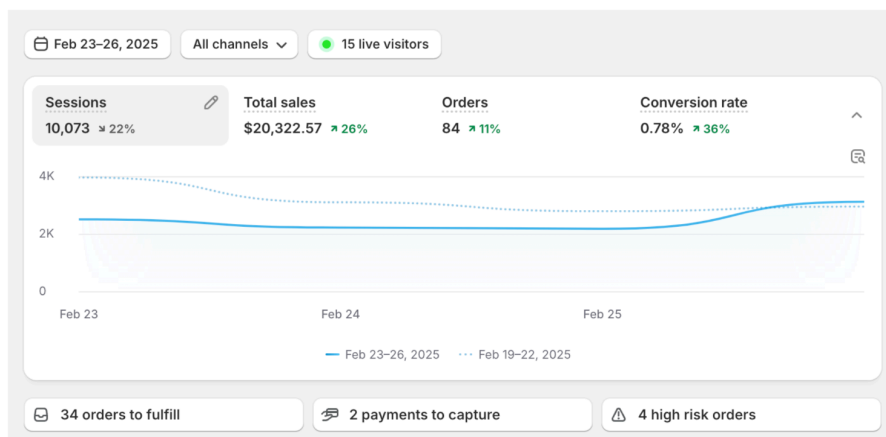 Feb 23–26, 2025 All channels 15 live visitors
Sessions Total sales Orders Conversion rate
10,073 ↘ 22% $20,322.57 ↗ 26% 84 ↗ 11% 0.78% ↗ 36%
4K
2K
0
Feb 23 Feb 24 Feb 25
Feb 23–26, 2025 Feb 19–22, 2025
34 orders to fulfill 2 payments to capture 4 high risk orders